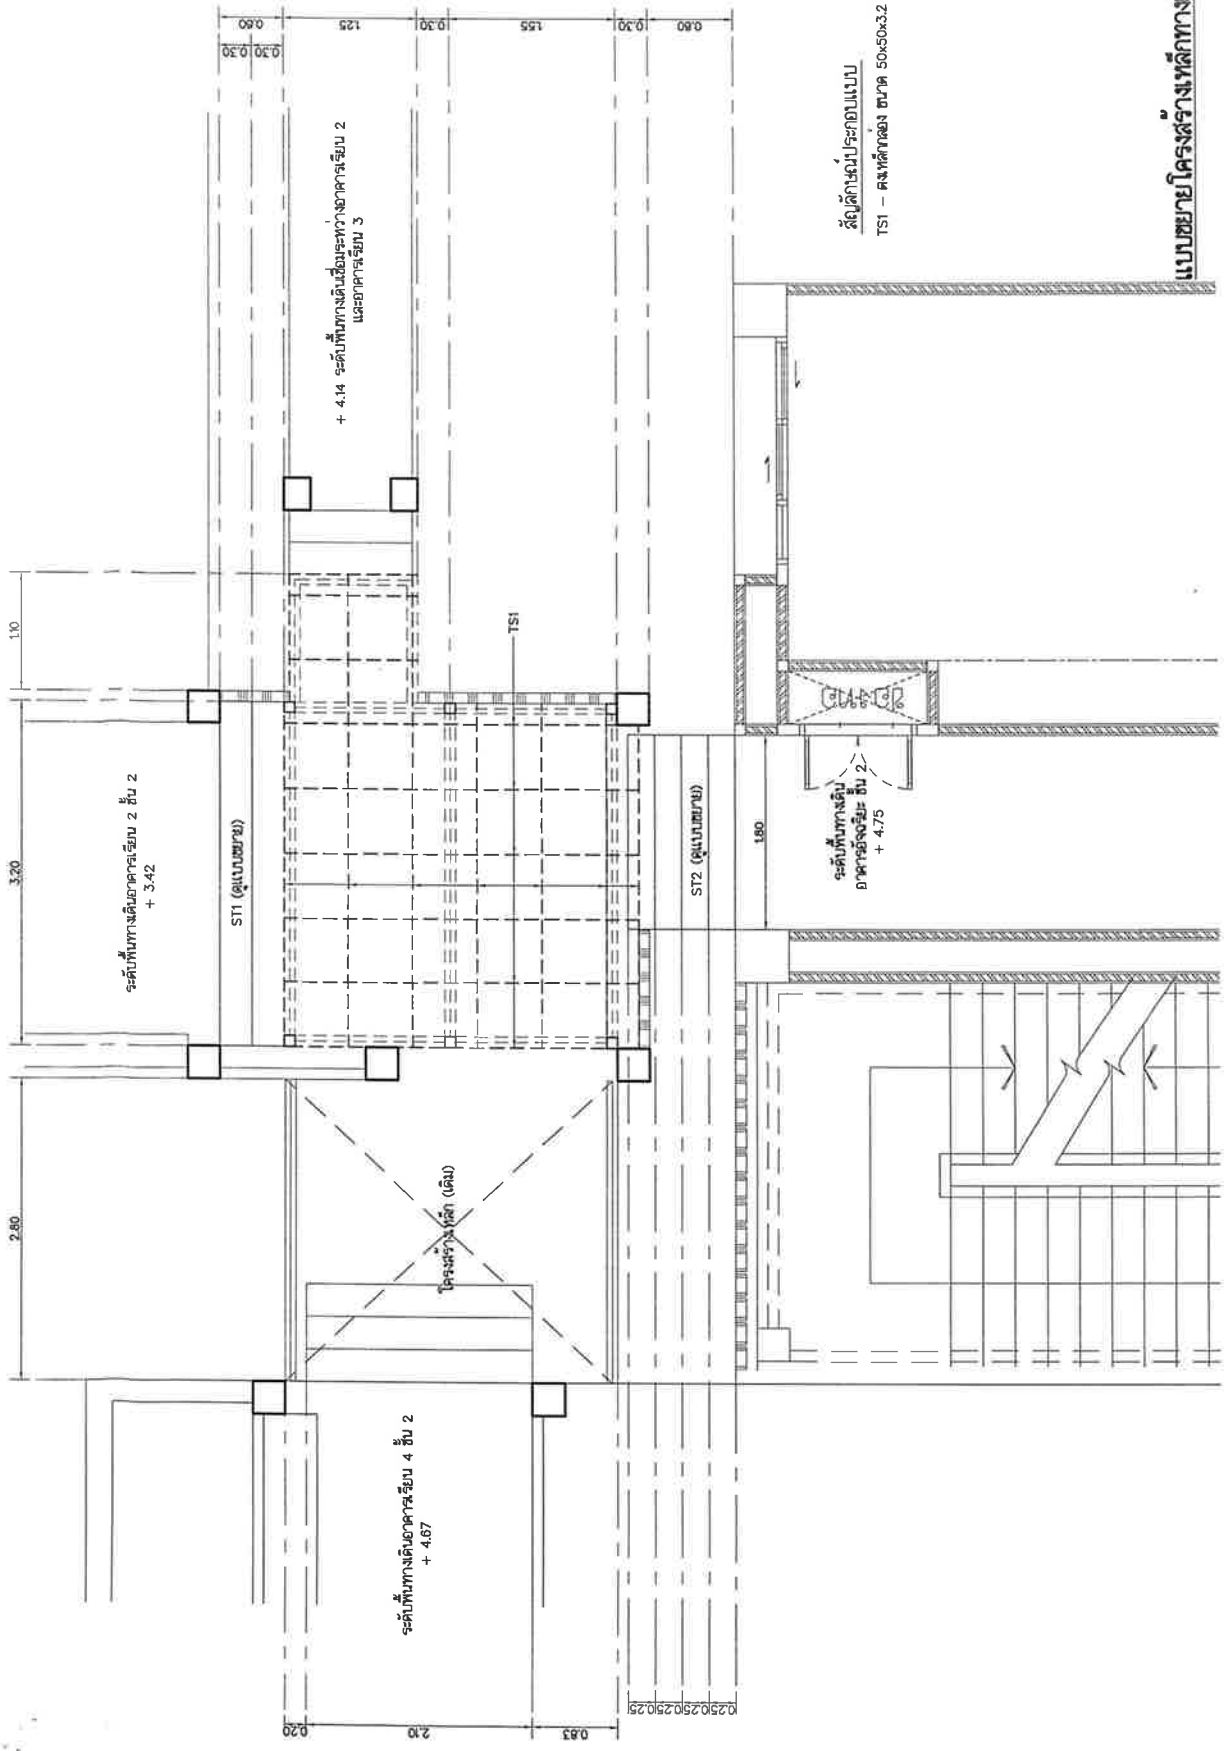 1.10
3.20
2.80
0.60
1.25
0.30
1.55
0.30
0.80
0.30
0.30
ระดับพื้นทางเดินอาคารเรียน 2 ชั้น 2
+ 3.42
ST1 (ดูแบบขยาย)
+ 4.14 ระดับพื้นทางเดินเชื่อมระหว่างอาคารเรียน 2
และอาคารเรียน 3
TS1
โครงสร้างเหล็ก (เดิม)
ระดับพื้นทางเดินอาคารเรียน 4 ชั้น 2
+ 4.67
ST2 (ดูแบบขยาย)
1.80
ระดับพื้นทางเดิน
อาคารอัจฉริยะ ชั้น 2
+ 4.75
0.20
2.10
0.83
0.25
0.25
0.25
0.25
สัญลักษณ์ประกอบแบบ
TS1 – ตงเหล็กกล่อง ขนาด 50x50x3.2
แบบขยายโครงสร้างเหล็กทาง